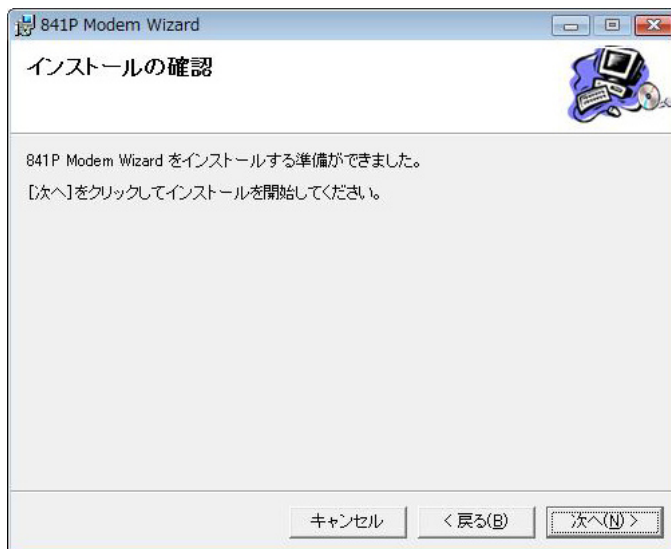 841P Modem Wizard
インストールの確認
841P Modem Wizard をインストールする準備ができました。
[次へ]をクリックしてインストールを開始してください。
キャンセル
< 戻る(B)
次へ(N) >